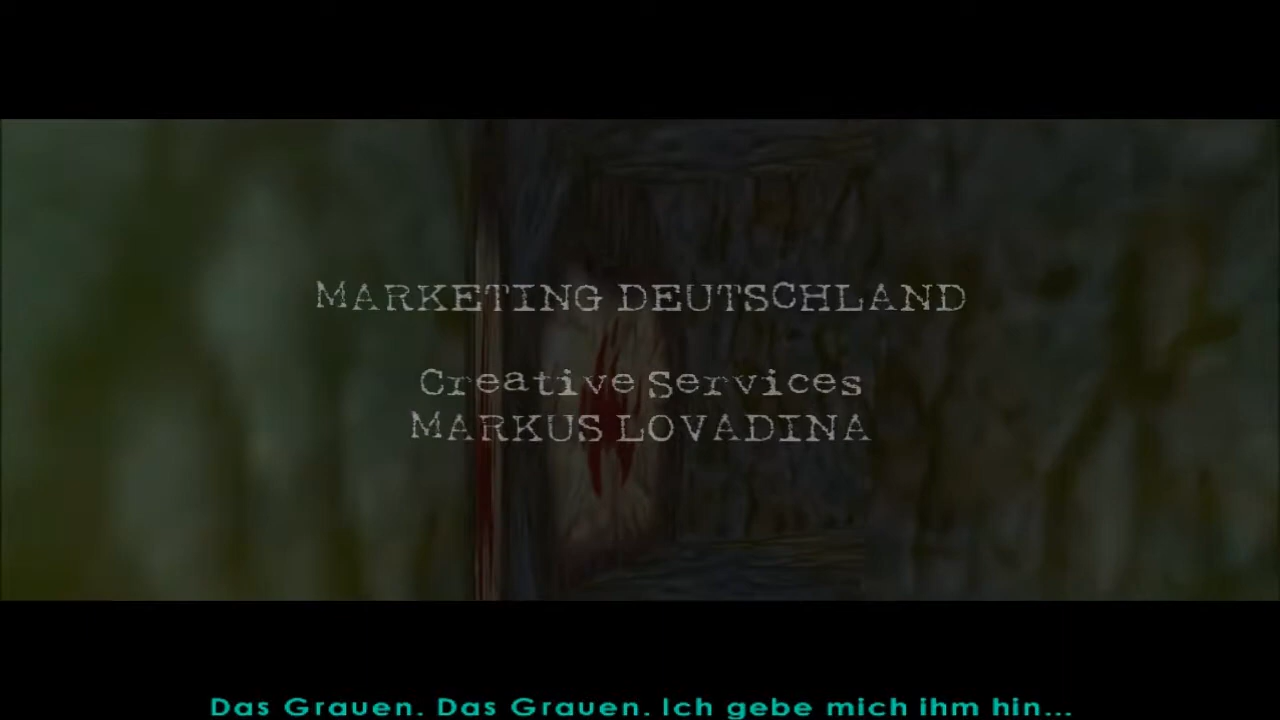 MARKETING DEUTSCHLAND
Creative Services
MARKUS LOVADINA
Das Grauen. Das Grauen. Ich gebe mich ihm hin...